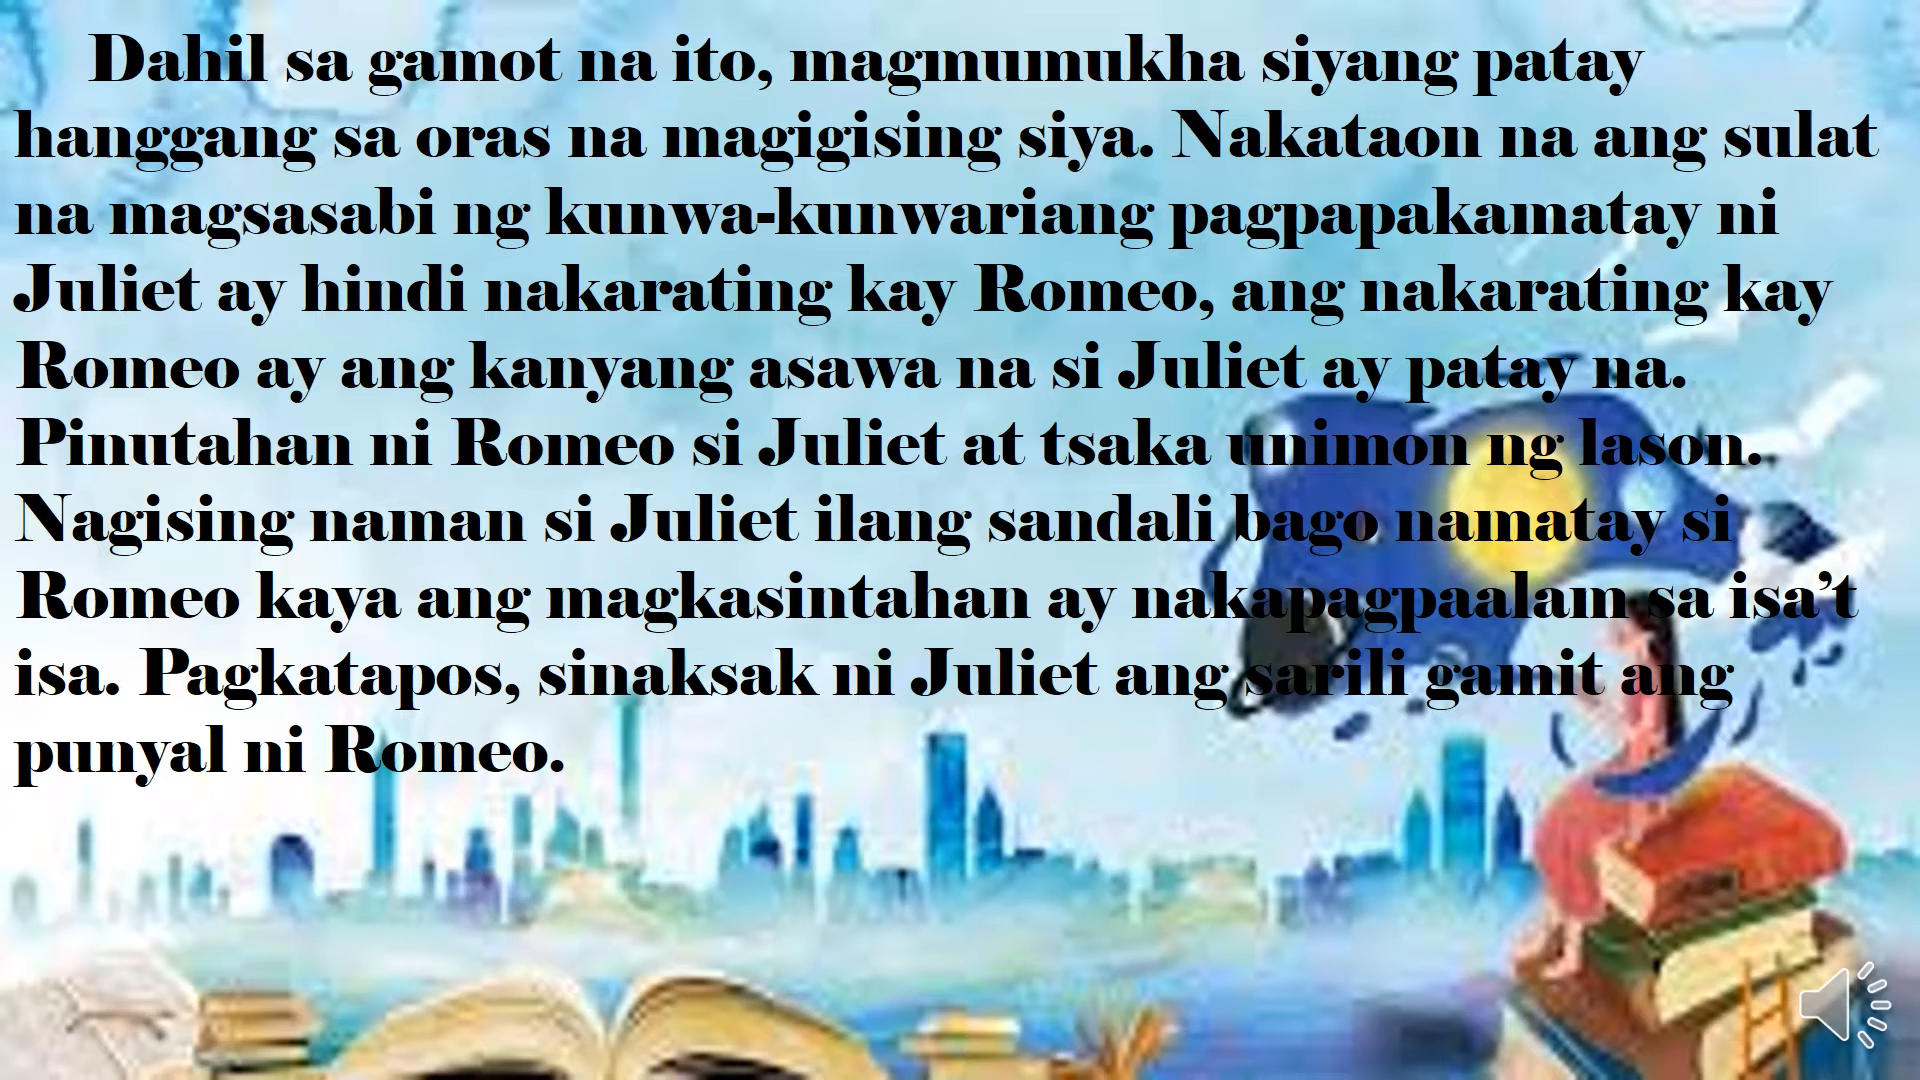 Dahil sa gamot na ito, magmumukha siyang patay
hanggang sa oras na magigising siya. Nakataon na ang sulat
na magsasabi ng kunwa-kunwariang pagpapakamatay ni
Juliet ay hindi nakarating kay Romeo, ang nakarating kay
Romeo ay ang kanyang asawa na si Juliet ay patay na.
Pinutahan ni Romeo si Juliet at tsaka unimon ng lason.
Nagising naman si Juliet ilang sandali bago namatay si
Romeo kaya ang magkasintahan ay nakapagpaalam sa isa’t
isa. Pagkatapos, sinaksak ni Juliet ang sarili gamit ang
punyal ni Romeo.